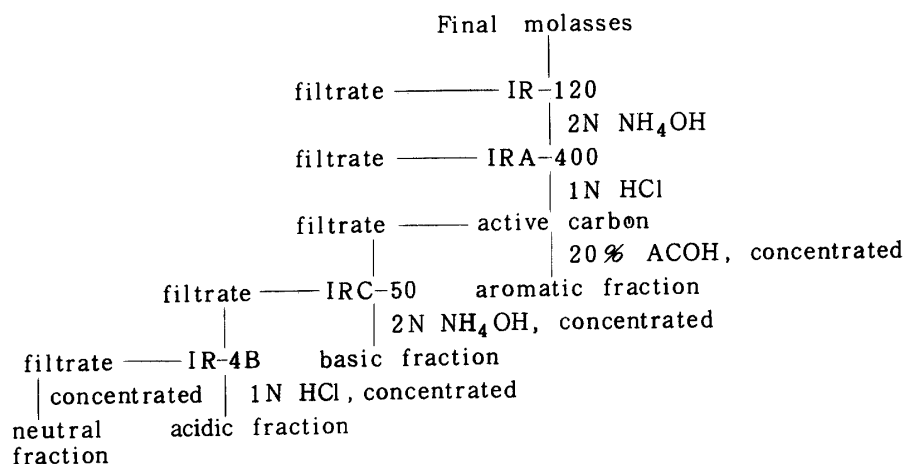 Final molasses
filtrate IR-120
2N NH₄OH
filtrate IRA-400
1N HCl
filtrate active carbon
20% ACOH, concentrated
filtrate IRC-50 aromatic fraction
2N NH₄OH, concentrated
filtrate IR-4B basic fraction
concentrated 1N HCl, concentrated
neutral acidic fraction
fraction